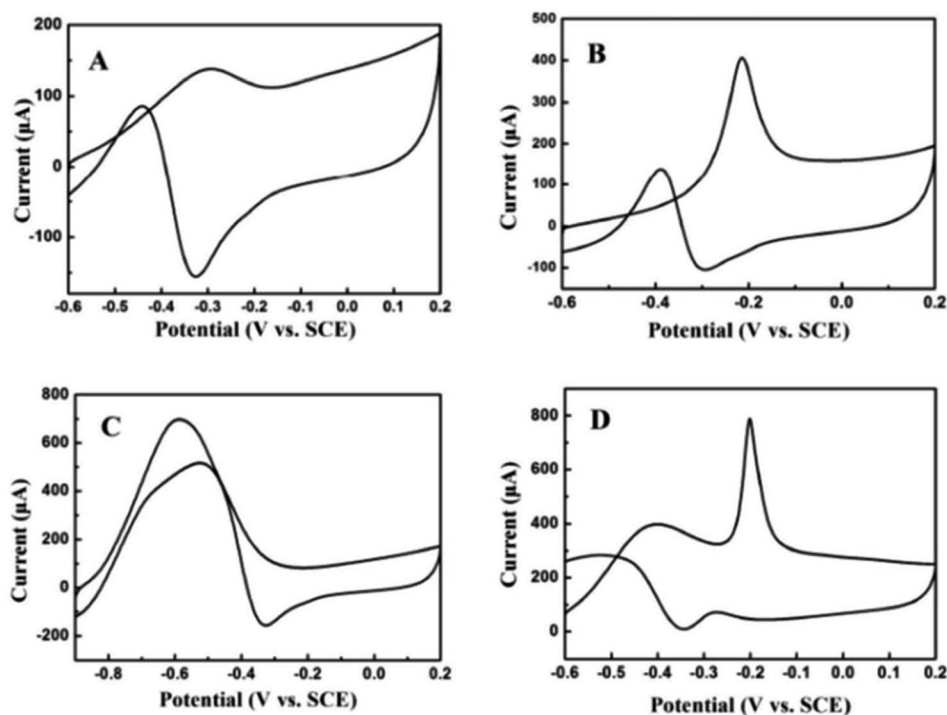 A
200
100
0
-100
Current (µA)
-0.6 -0.5 -0.4 -0.3 -0.2 -0.1 0.0 0.1 0.2
Potential (V vs. SCE)
B
500
400
300
200
100
0
-100
Current (µA)
-0.6 -0.4 -0.2 0.0 0.2
Potential (V vs. SCE)
C
800
600
400
200
0
-200
Current (µA)
-0.8 -0.6 -0.4 -0.2 0.0 0.2
Potential (V vs. SCE)
D
800
600
400
200
0
Current (µA)
-0.6 -0.5 -0.4 -0.3 -0.2 -0.1 0.0 0.1 0.2
Potential (V vs. SCE)